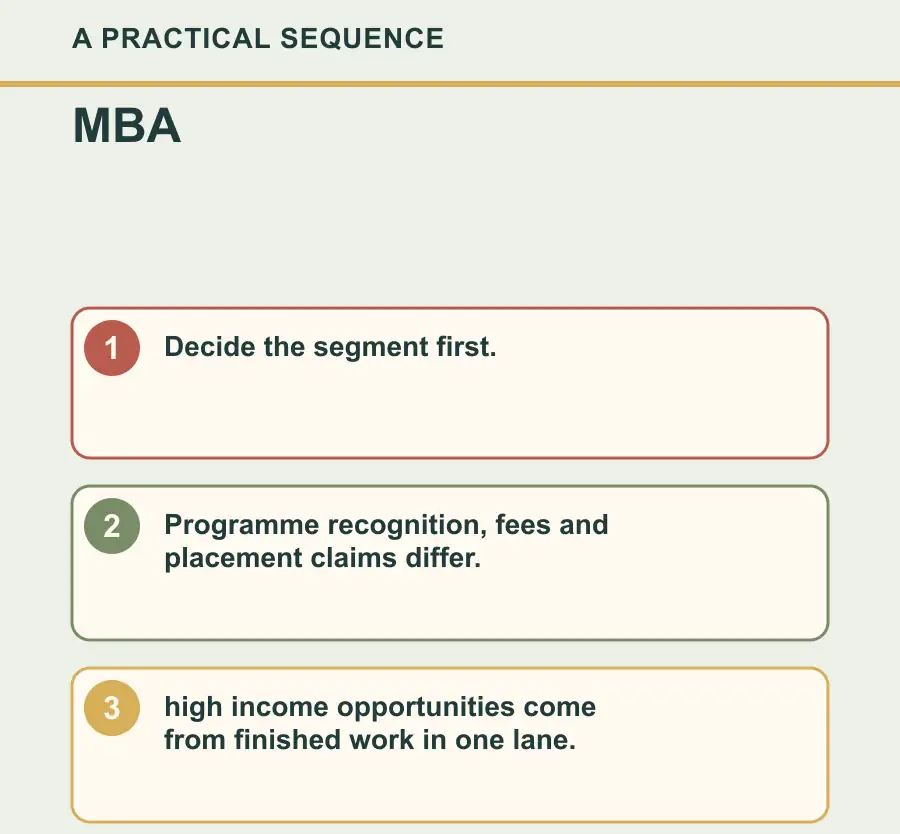 A PRACTICAL SEQUENCE
MBA
1
Decide the segment first.
2
Programme recognition, fees and
placement claims differ.
3
high income opportunities come
from finished work in one lane.